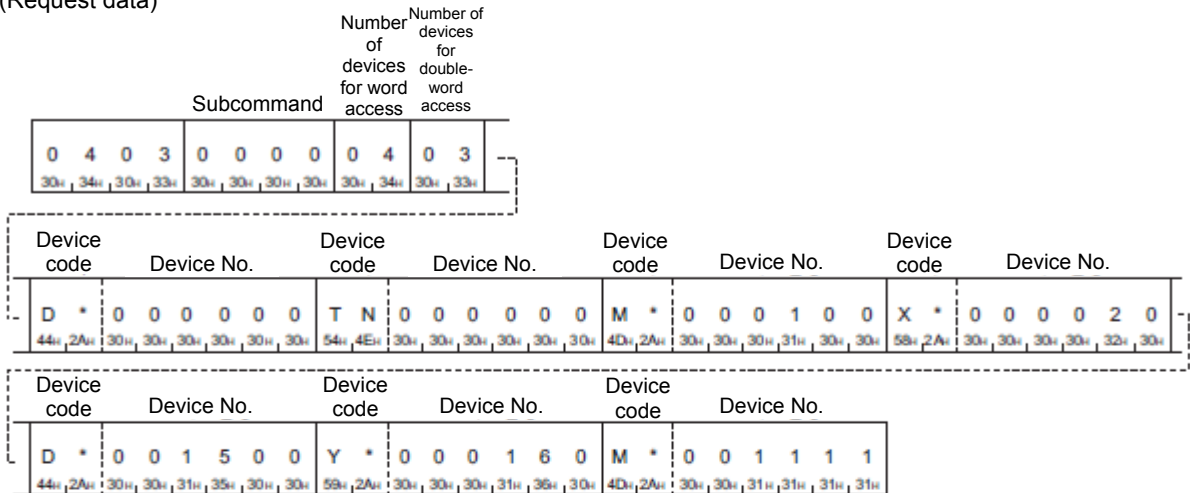 (Request data)
Number of devices for word access
Number of devices for double-word access
Subcommand
0 4 0 3 0 0 0 0 0 4 0 3
30H 34H 30H 33H 30H 30H 30H 30H 30H 34H 30H 33H
Device code Device No. Device code Device No. Device code Device No. Device code Device No.
D * 0 0 0 0 0 0 T N 0 0 0 0 0 0 M * 0 0 0 1 0 0 X * 0 0 0 0 2 0
44H 2AH 30H 30H 30H 30H 30H 30H 54H 4EH 30H 30H 30H 30H 30H 30H 4DH 2AH 30H 30H 30H 31H 30H 30H 58H 2AH 30H 30H 30H 30H 32H 30H
Device code Device No. Device code Device No. Device code Device No.
D * 0 0 1 5 0 0 Y * 0 0 0 1 6 0 M * 0 0 1 1 1 1
44H 2AH 30H 30H 31H 35H 30H 30H 59H 2AH 30H 30H 30H 31H 36H 30H 4DH 2AH 30H 30H 31H 31H 31H 31H